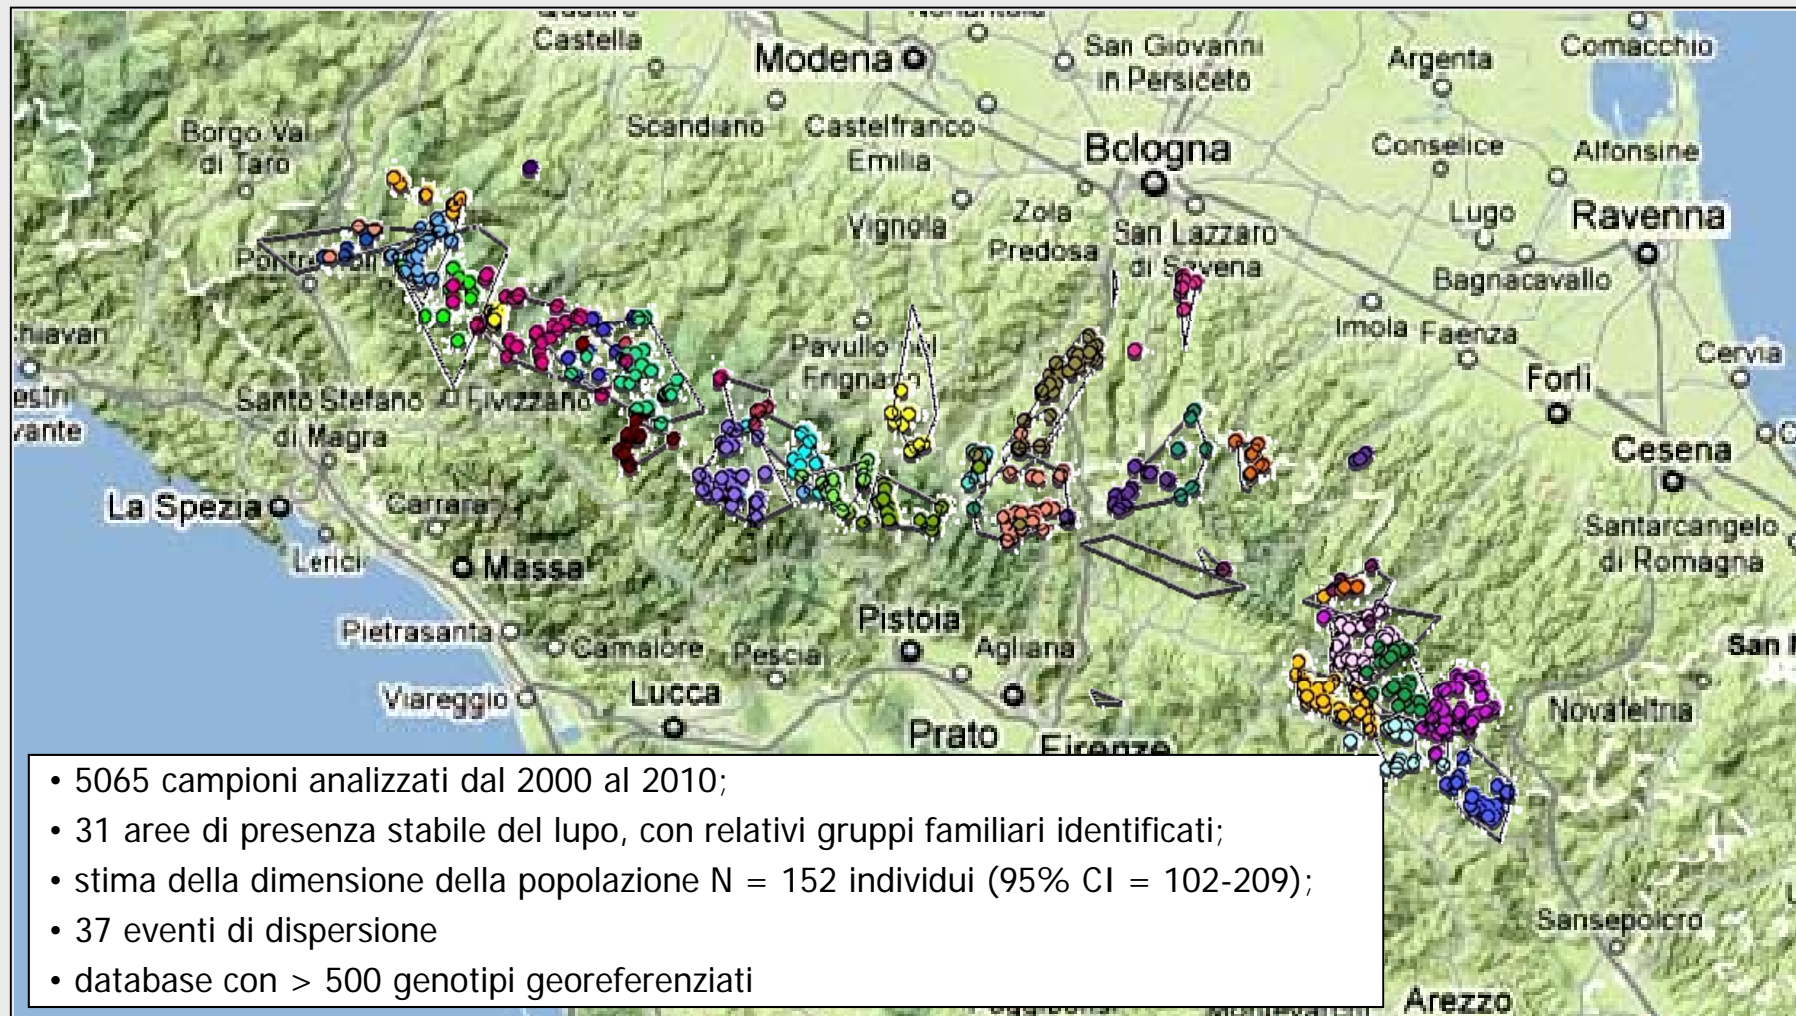 Castella
Modena
San Giovanni
in Persiceto
Argenta
Comacchio
Borgo Val
di Taro
Scandiano
Castelfranco
Emilia
Bologna
Conselice
Alfonsine
Vignola
Zola
Predosa
San Lazzaro
di Savena
Lugo
Ravenna
Bagnacavallo
Imola
Faenza
Cervia
Chiavari
Pavullo nel
Frignano
Forlì
Santo Stefano
di Magra
Fivizzano
Cesena
La Spezia
Carrara
Lerici
Massa
Santarcangelo
di Romagna
Pietrasanta
Camaiore
Pescia
Pistoia
Agliana
Viareggio
Lucca
Prato
Firenze
Novafeltria
San
• 5065 campioni analizzati dal 2000 al 2010;
• 31 aree di presenza stabile del lupo, con relativi gruppi familiari identificati;
• stima della dimensione della popolazione N = 152 individui (95% CI = 102-209);
• 37 eventi di dispersione
• database con > 500 genotipi georeferenziati
Sansepolcro
Arezzo